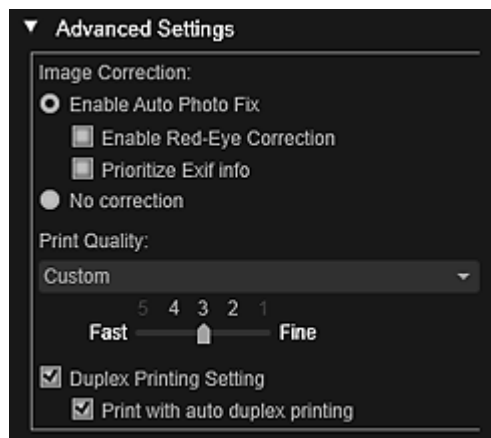 Advanced Settings
Image Correction:
Enable Auto Photo Fix
Enable Red-Eye Correction
Prioritize Exif info
No correction
Print Quality:
Custom
5 4 3 2 1
Fast Fine
Duplex Printing Setting
Print with auto duplex printing